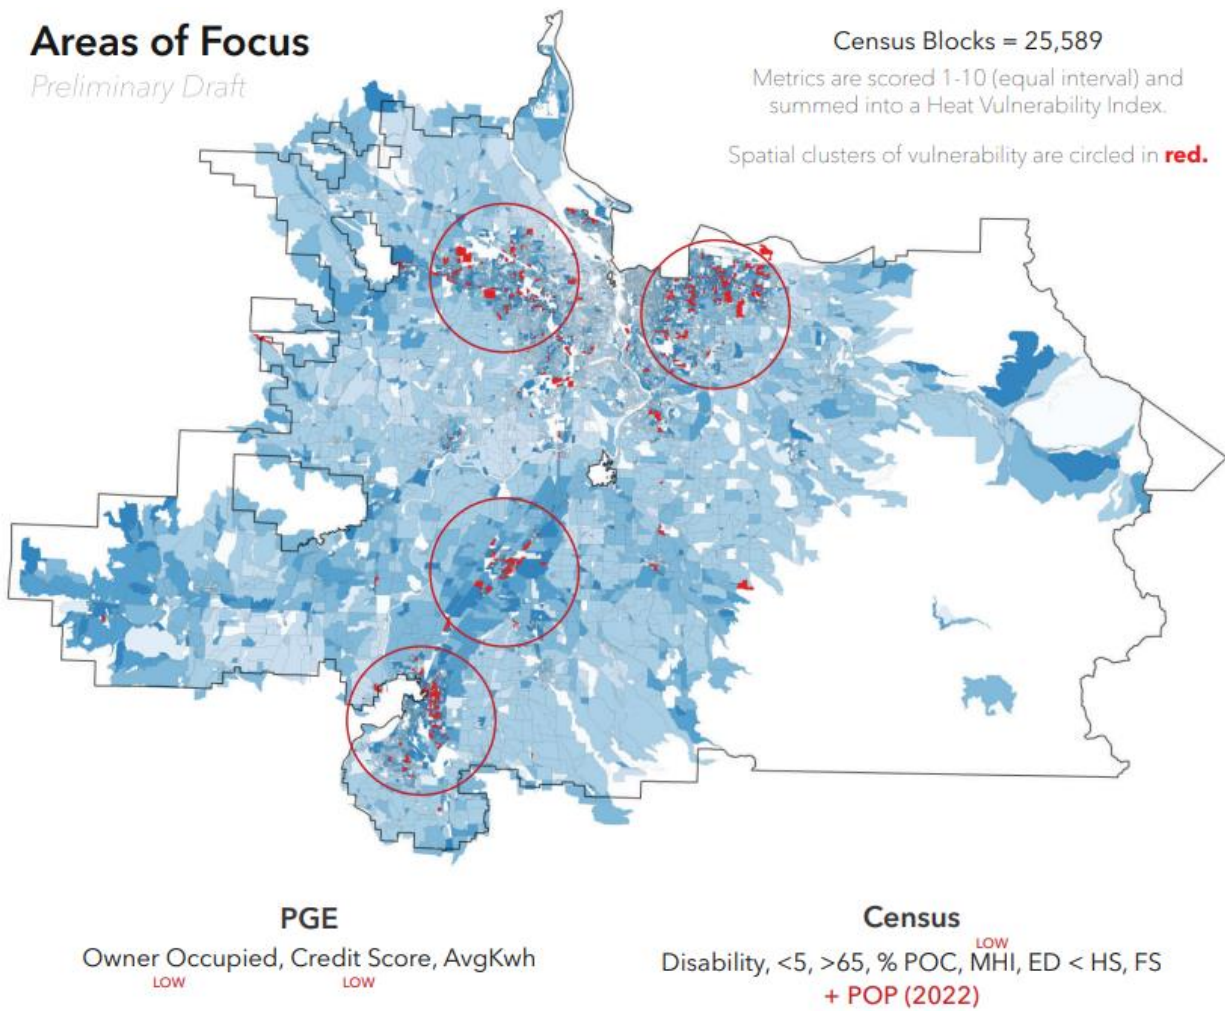 Areas of Focus
Preliminary Draft
Census Blocks = 25,589
Metrics are scored 1-10 (equal interval) and
summed into a Heat Vulnerability Index.
Spatial clusters of vulnerability are circled in red.
PGE
Owner Occupied, Credit Score, AvgKwh
LOW LOW
Census
LOW
Disability, <5, >65, % POC, MHI, ED < HS, FS
+ POP (2022)